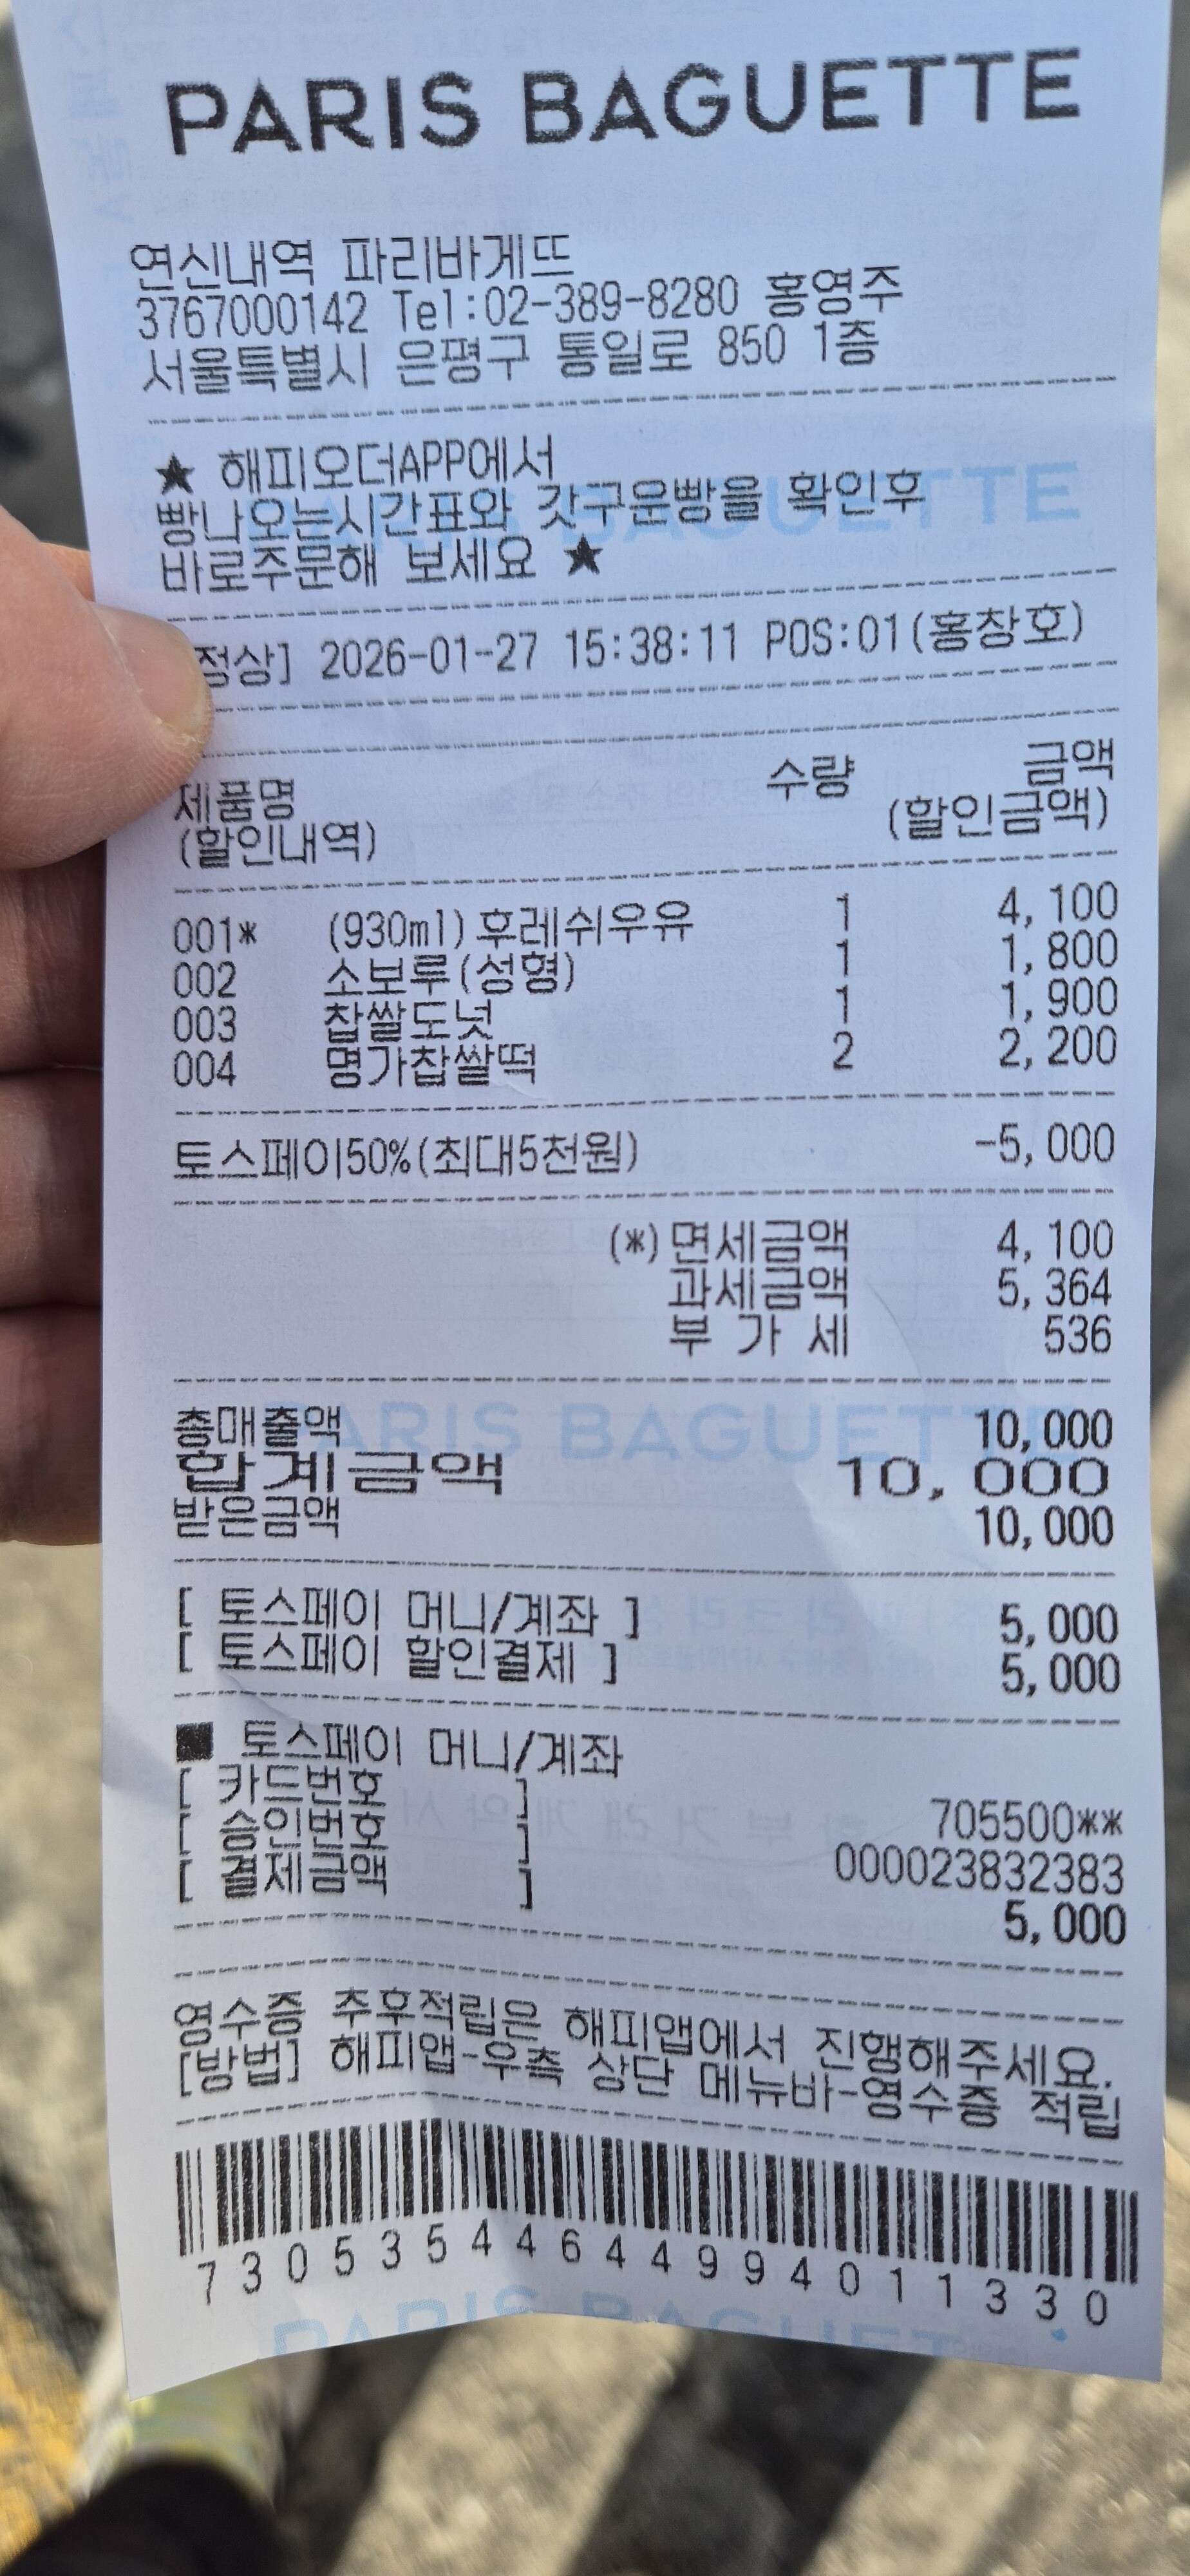 PARIS BAGUETTE
연신내역 파리바게뜨
3767000142 Tel:02-389-8280 홍영주
서울특별시 은평구 통일로 850 1층
★ 해피오더APP에서
빵나오는시간표와 갓구운빵을 확인후
바로주문해 보세요 ★
정상] 2026-01-27 15:38:11 POS:01(홍창호)
제품명 수량 금액
(할인내역) (할인금액)
001* (930ml)후레쉬우유 1 4,100
002 소보루(성형) 1 1,800
003 찹쌀도넛 1 1,900
004 명가찹쌀떡 2 2,200
토스페이50%(최대5천원) -5,000
(*)면세금액 4,100
과세금액 5,364
부 가 세 536
총매출액 10,000
합계금액 10,000
받은금액 10,000
[ 토스페이 머니/계좌 ] 5,000
[ 토스페이 할인결제 ] 5,000
■ 토스페이 머니/계좌
[ 카드번호 ] 705500**
[ 승인번호 ] 000023832383
[ 결제금액 ] 5,000
영수증 추후적립은 해피앱에서 진행해주세요.
[방법] 해피앱-우측 상단 메뉴바-영수증 적립
73053544644994011330
PARIS BAGUET